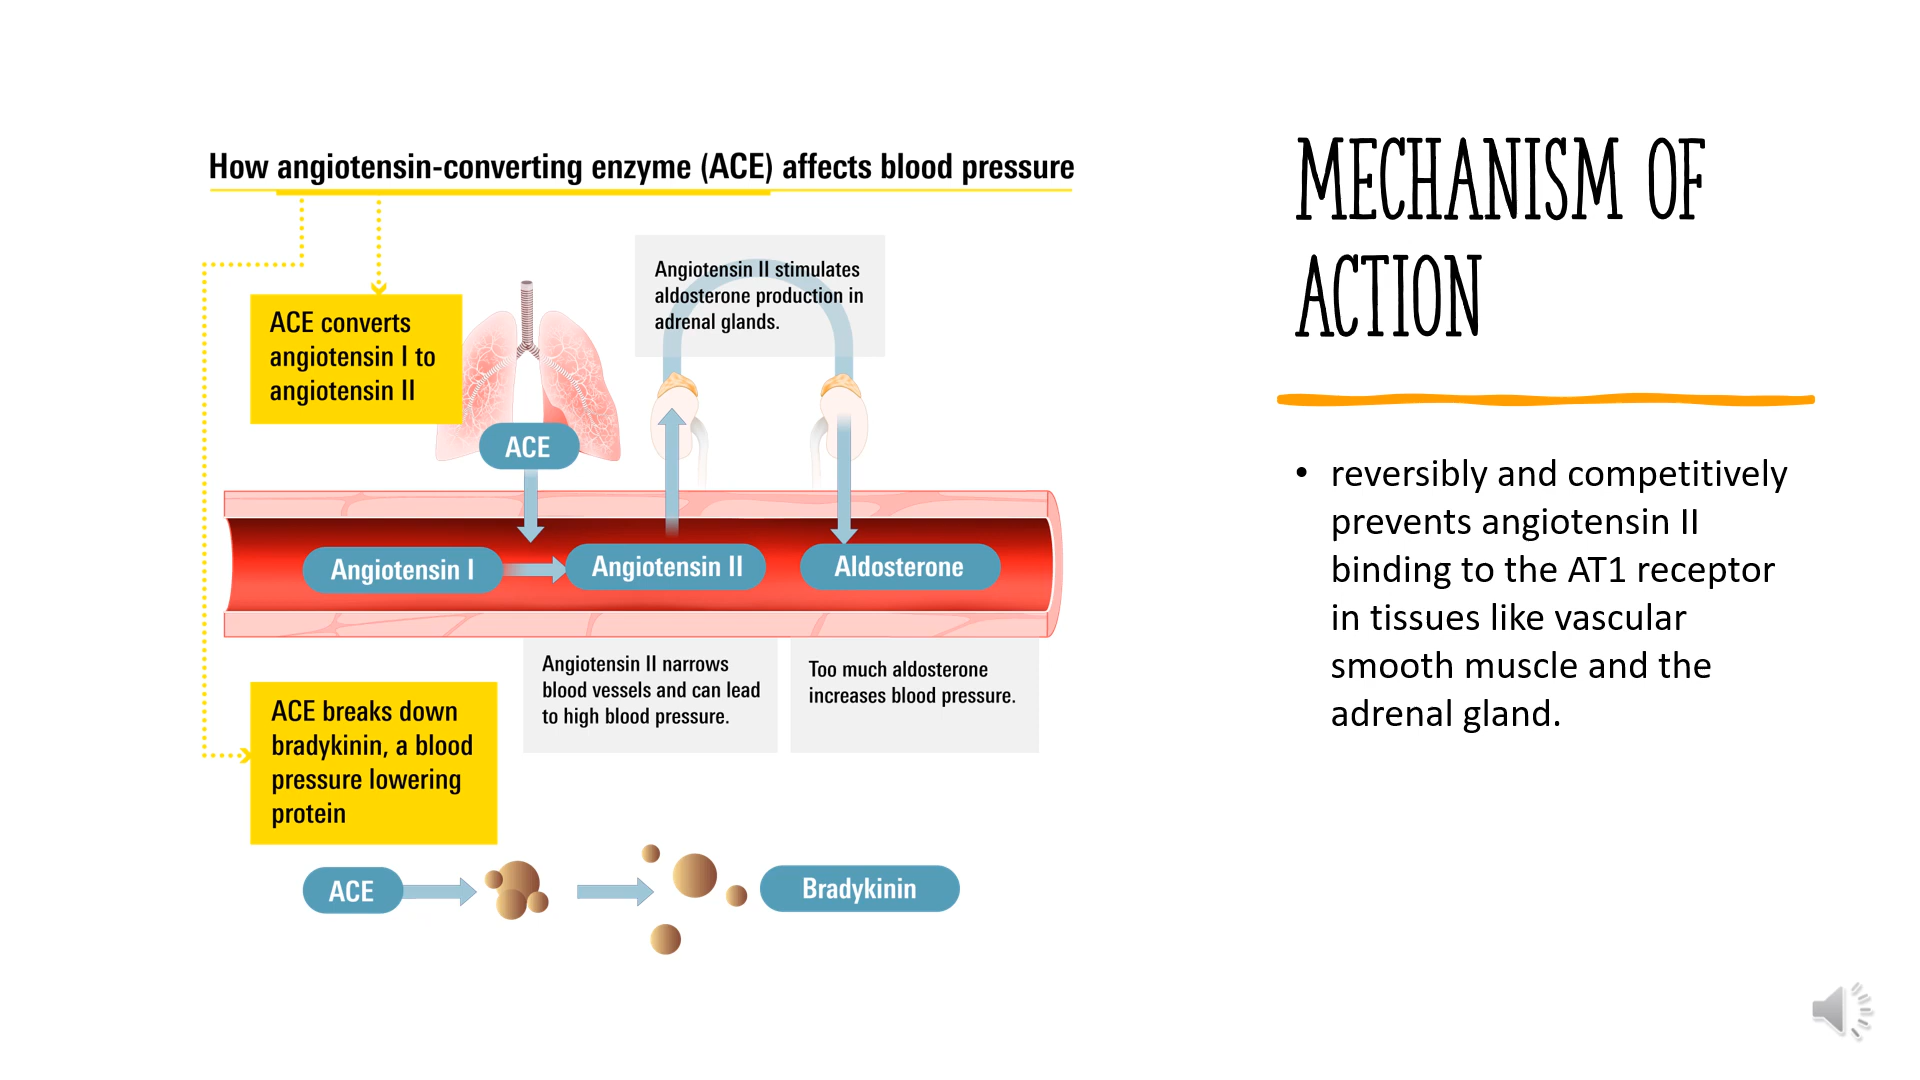 How angiotensin-converting enzyme (ACE) affects blood pressure
ACE converts
angiotensin I to
angiotensin II
Angiotensin II stimulates
aldosterone production in
adrenal glands.
ACE
Angiotensin I
Angiotensin II
Aldosterone
Angiotensin II narrows
blood vessels and can lead
to high blood pressure.
Too much aldosterone
increases blood pressure.
ACE breaks down
bradykinin, a blood
pressure lowering
protein
ACE
Bradykinin
MECHANISM OF
ACTION
• reversibly and competitively
prevents angiotensin II
binding to the AT1 receptor
in tissues like vascular
smooth muscle and the
adrenal gland.